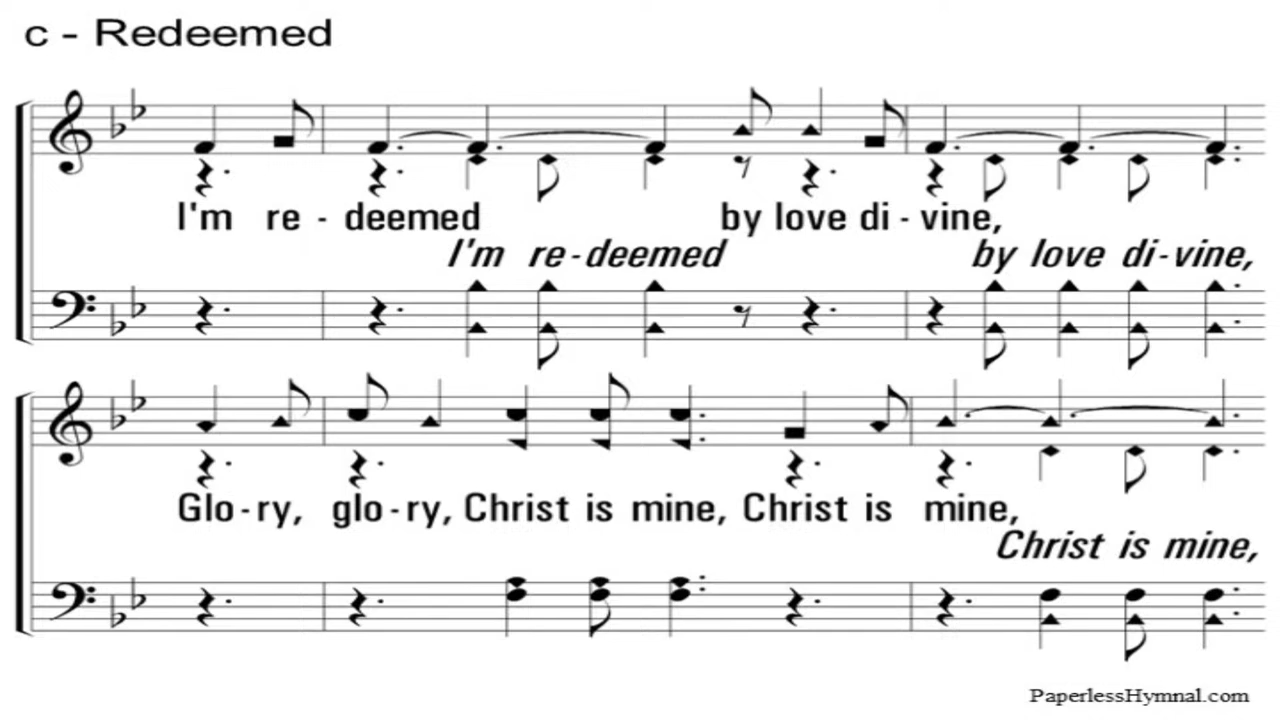 c - Redeemed
I'm re - deemed by love di - vine,
I'm re - deemed by love di - vine,
Glo - ry, glo - ry, Christ is mine, Christ is mine,
Christ is mine,
PaperlessHymnal.com